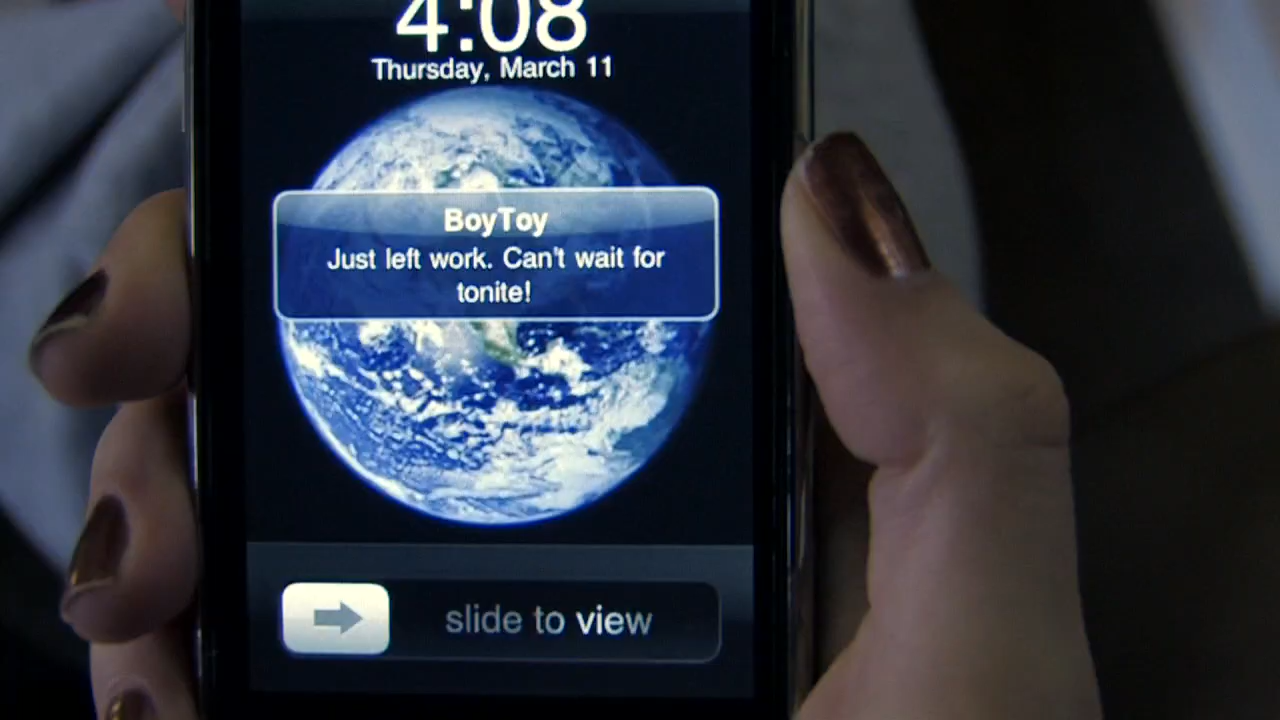 4:08
Thursday, March 11
BoyToy
Just left work. Can't wait for
tonite!
slide to view